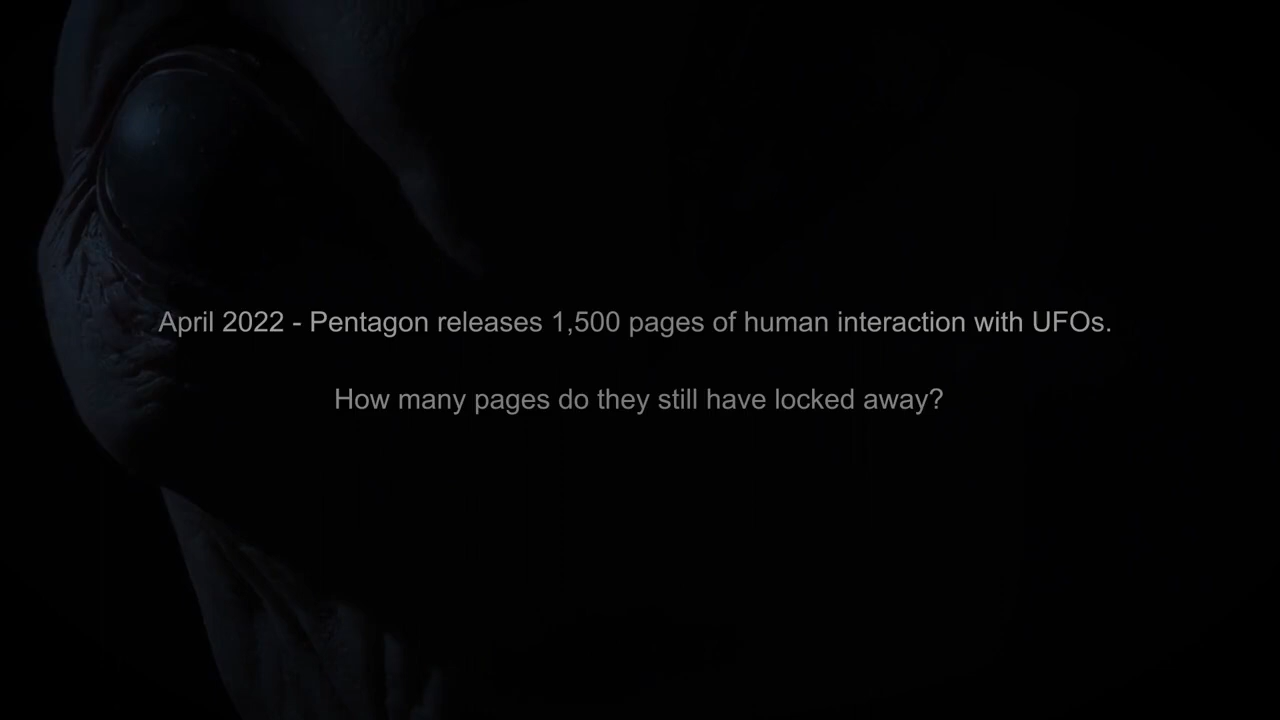 April 2022 - Pentagon releases 1,500 pages of human interaction with UFOs.
How many pages do they still have locked away?